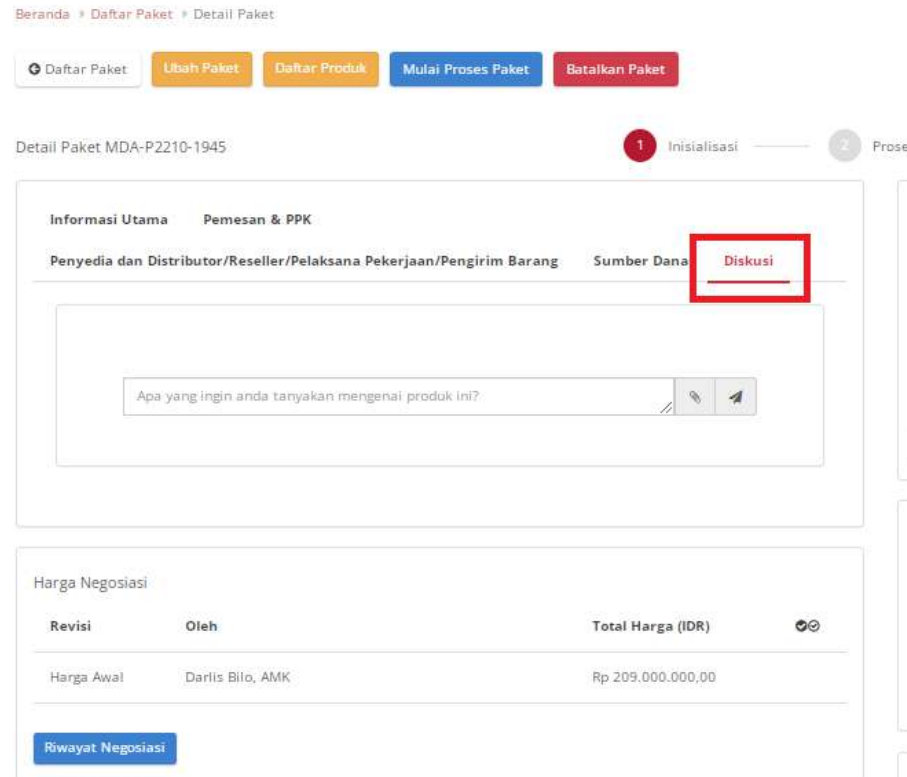 Beranda Daftar Paket Detail Paket
Daftar Paket Ubah Paket Daftar Produk Mulai Proses Paket Batalkan Paket
Detail Paket MDA-P2210-1945 1 Inisialisasi 2 Prose
Informasi Utama Pemesan & PPK
Penyedia dan Distributor/Reseller/Pelaksana Pekerjaan/Pengirim Barang Sumber Dana Diskusi
Apa yang ingin anda tanyakan mengenai produk ini?
Harga Negosiasi
Revisi Oleh Total Harga (IDR)
Harga Awal Darlis Bilo, AMK Rp 209.000.000,00
Riwayat Negosiasi